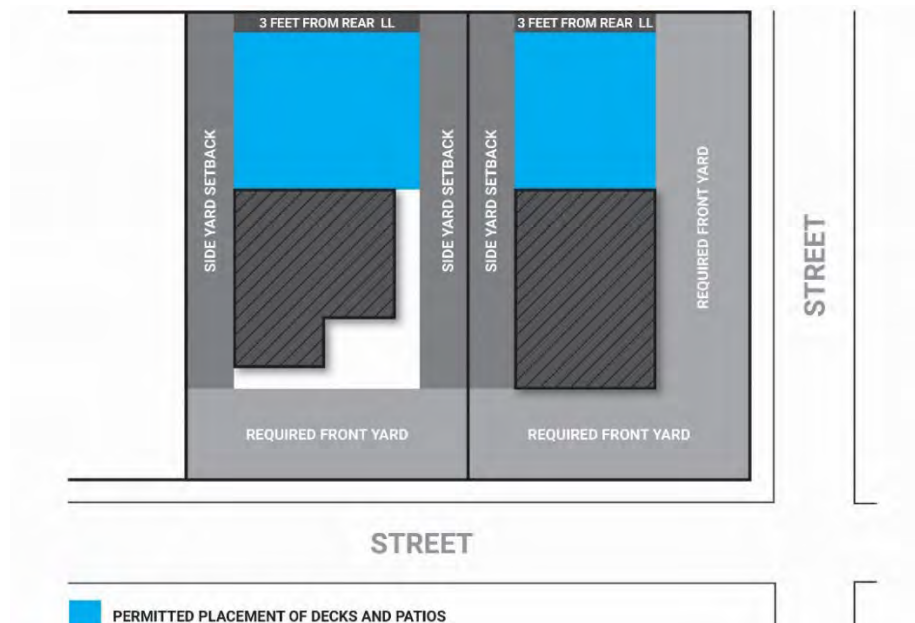 3 FEET FROM REAR LL
3 FEET FROM REAR LL
SIDE YARD SETBACK
SIDE YARD SETBACK
SIDE YARD SETBACK
REQUIRED FRONT YARD
STREET
REQUIRED FRONT YARD
REQUIRED FRONT YARD
STREET
PERMITTED PLACEMENT OF DECKS AND PATIOS